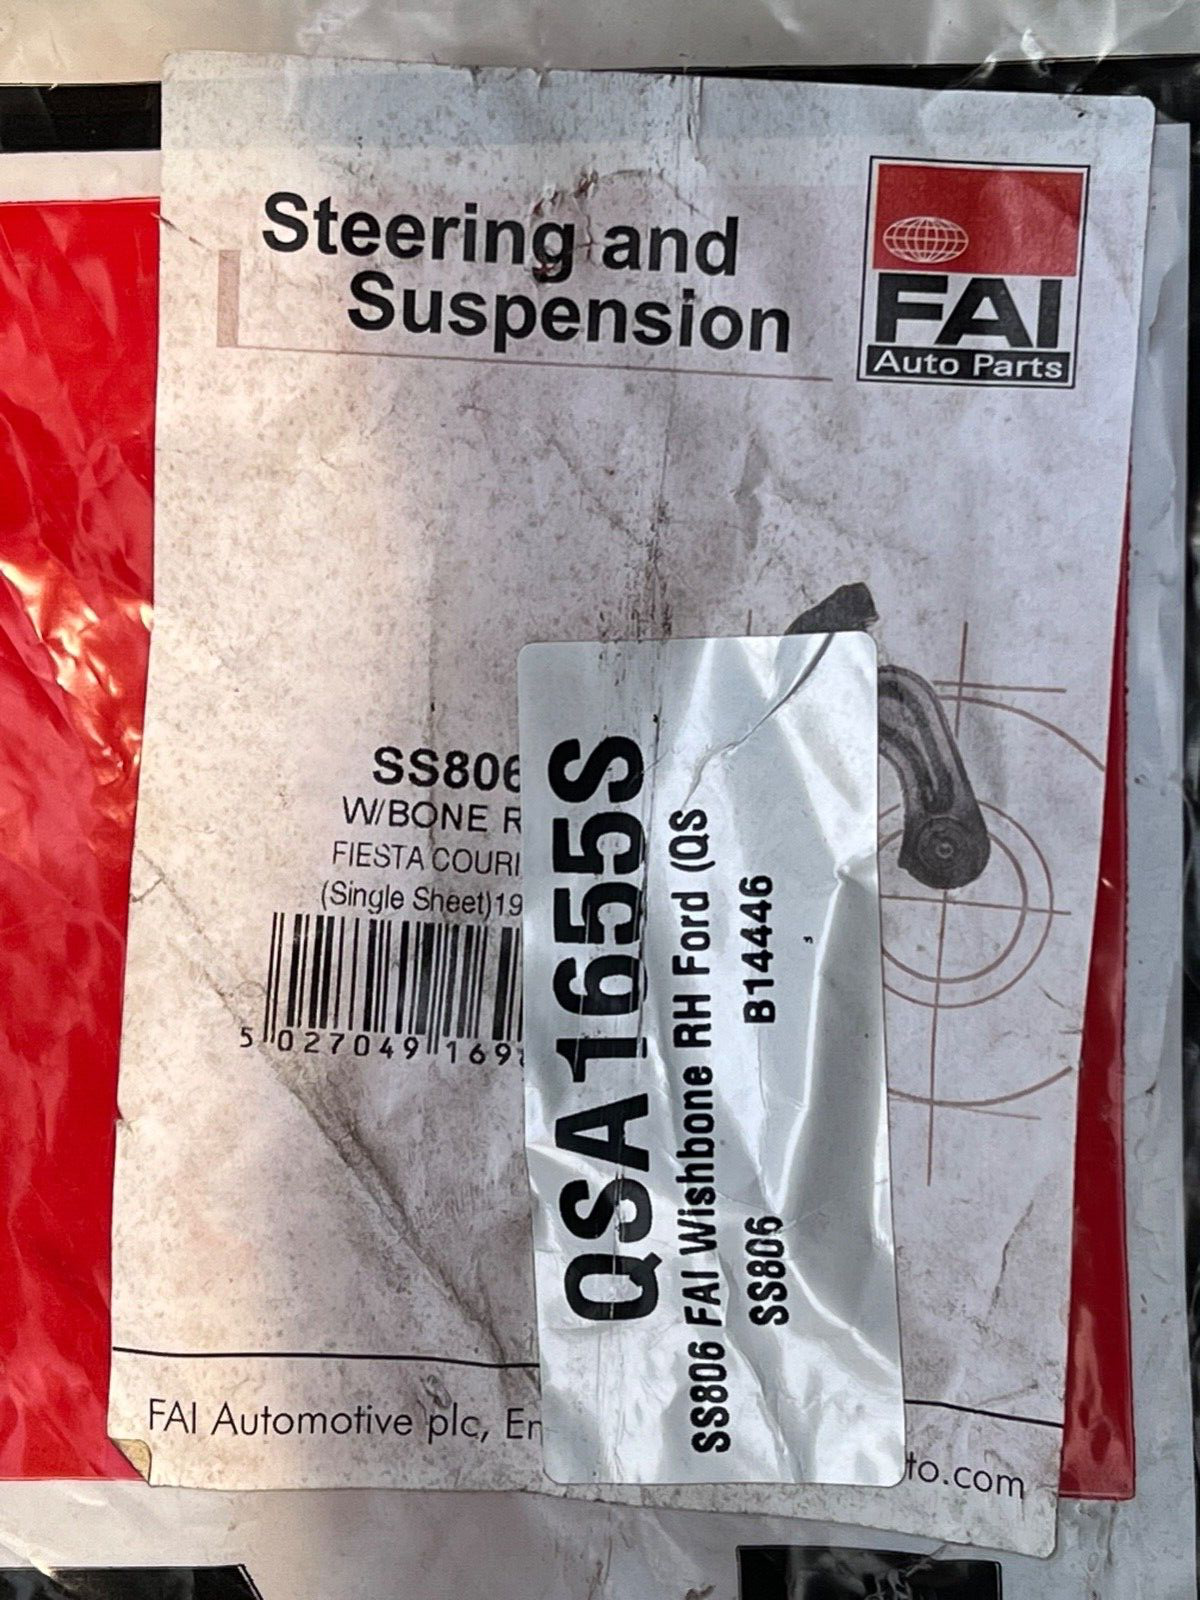 Steering and
Suspension
FAI
Auto Parts
SS806
W/BONE R
FIESTA COURI
(Single Sheet)19
5 027049 169
FAI Automotive plc, En
to.com
QSA1655S
SS806 FAI Wishbone RH Ford (QS
SS806 B14446